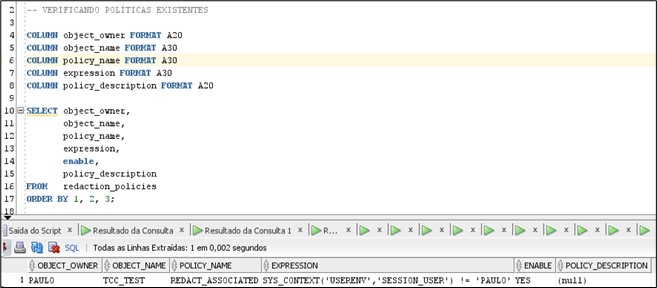 2 -- VERIFICANDO POLÍTICAS EXISTENTES
3
4 COLUMN object_owner FORMAT A20
5 COLUMN object_name FORMAT A30
6 COLUMN policy_name FORMAT A30
7 COLUMN expression FORMAT A30
8 COLUMN policy_description FORMAT A20
9
10 SELECT object_owner,
11 object_name,
12 policy_name,
13 expression,
14 enable,
15 policy_description
16 FROM redaction_policies
17 ORDER BY 1, 2, 3;
18
Saída do Script Resultado da Consulta Resultado da Consulta 1 R...
SQL | Todas as Linhas Extraídas: 1 em 0,002 segundos
OBJECT_OWNER OBJECT_NAME POLICY_NAME EXPRESSION ENABLE POLICY_DESCRIPTION
1 PAULO TCC_TEST REDACT_ASSOCIATED SYS_CONTEXT('USERENV','SESSION_USER') != 'PAULO' YES (null)